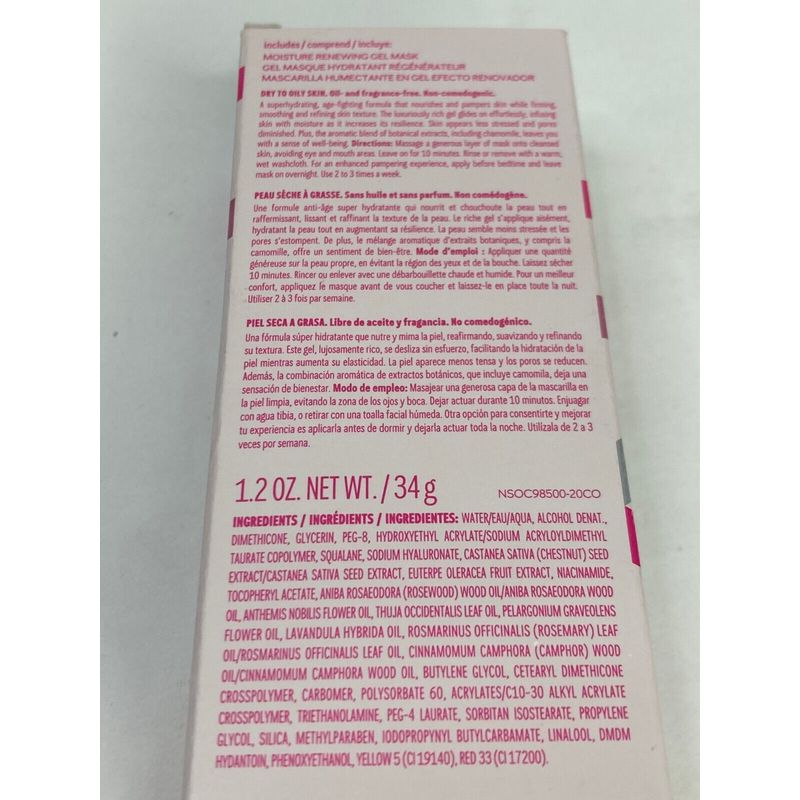 Includes / comprend / incluye:
MOISTURE RENEWING GEL MASK
GEL MASQUE HYDRATANT RÉGÉNÉRATEUR
MASCARILLA HUMECTANTE EN GEL EFECTO RENOVADOR
DRY TO OILY SKIN. Oil- and fragrance-free. Non-comedogenic.
A superhydrating, age-fighting formula that nourishes and pampers skin while firming,
smoothing and refining skin texture. The luxuriously rich gel glides on effortlessly, infusing
skin with moisture as it increases its resilience. Skin appears less stressed and pores
diminished. Plus, the aromatic blend of botanical extracts, including chamomile, leaves you
with a sense of well-being. Directions: Massage a generous layer of mask onto cleansed
skin, avoiding eye and mouth areas. Leave on for 10 minutes. Rinse or remove with a warm,
wet washcloth. For an enhanced pampering experience, apply before bedtime and leave
mask on overnight. Use 2 to 3 times a week.
PEAU SÈCHE À GRASSE. Sans huile et sans parfum. Non comédogène.
Une formule anti-âge super hydratante qui nourrit et chouchoute la peau tout en
raffermissant, lissant et raffinant la texture de la peau. Le riche gel s'applique aisément,
hydratant la peau tout en augmentant sa résilience. La peau semble moins stressée et les
pores s'estompent. De plus, le mélange aromatique d'extraits botaniques, y compris la
camomille, offre un sentiment de bien-être. Mode d'emploi : Appliquer une quantité
généreuse sur la peau propre, en évitant la région des yeux et de la bouche. Laissez sécher
10 minutes. Rincer ou enlever avec une débarbouillette chaude et humide. Pour un meilleur
confort, appliquez le masque avant de vous coucher et laissez-le en place toute la nuit.
Utiliser 2 à 3 fois par semaine.
PIEL SECA A GRASA. Libre de aceite y fragancia. No comedogénico.
Una fórmula súper hidratante que nutre y mima la piel, reafirmando, suavizando y refinando
su textura. Este gel, lujosamente rico, se desliza sin esfuerzo, facilitando la hidratación de la
piel mientras aumenta su elasticidad. La piel aparece menos tensa y los poros se reducen.
Además, la combinación aromática de extractos botánicos, que incluye camomila, deja una
sensación de bienestar. Modo de empleo: Masajear una generosa capa de la mascarilla en
la piel limpia, evitando la zona de los ojos y boca. Dejar actuar durante 10 minutos. Enjuagar
con agua tibia, o retirar con una toalla facial húmeda. Otra opción para consentirte y mejorar
tu experiencia es aplicarla antes de dormir y dejarla actuar toda la noche. Utilízala de 2 a 3
veces por semana.
1.2 OZ. NET WT. / 34 g NSOC98500-20CO
INGREDIENTS / INGRÉDIENTS / INGREDIENTES: WATER/EAU/AQUA, ALCOHOL DENAT.,
DIMETHICONE, GLYCERIN, PEG-8, HYDROXYETHYL ACRYLATE/SODIUM ACRYLOYLDIMETHYL
TAURATE COPOLYMER, SQUALANE, SODIUM HYALURONATE, CASTANEA SATIVA (CHESTNUT) SEED
EXTRACT/CASTANEA SATIVA SEED EXTRACT, EUTERPE OLERACEA FRUIT EXTRACT, NIACINAMIDE,
TOCOPHERYL ACETATE, ANIBA ROSAEODORA (ROSEWOOD) WOOD OIL/ANIBA ROSAEODORA WOOD
OIL, ANTHEMIS NOBILIS FLOWER OIL, THUJA OCCIDENTALIS LEAF OIL, PELARGONIUM GRAVEOLENS
FLOWER OIL, LAVANDULA HYBRIDA OIL, ROSMARINUS OFFICINALIS (ROSEMARY) LEAF
OIL/ROSMARINUS OFFICINALIS LEAF OIL, CINNAMOMUM CAMPHORA (CAMPHOR) WOOD
OIL/CINNAMOMUM CAMPHORA WOOD OIL, BUTYLENE GLYCOL, CETEARYL DIMETHICONE
CROSSPOLYMER, CARBOMER, POLYSORBATE 60, ACRYLATES/C10-30 ALKYL ACRYLATE
CROSSPOLYMER, TRIETHANOLAMINE, PEG-4 LAURATE, SORBITAN ISOSTEARATE, PROPYLENE
GLYCOL, SILICA, METHYLPARABEN, IODOPROPYNYL BUTYLCARBAMATE, LINALOOL, DMDM
HYDANTOIN, PHENOXYETHANOL, YELLOW 5 (CI 19140), RED 33 (CI 17200).